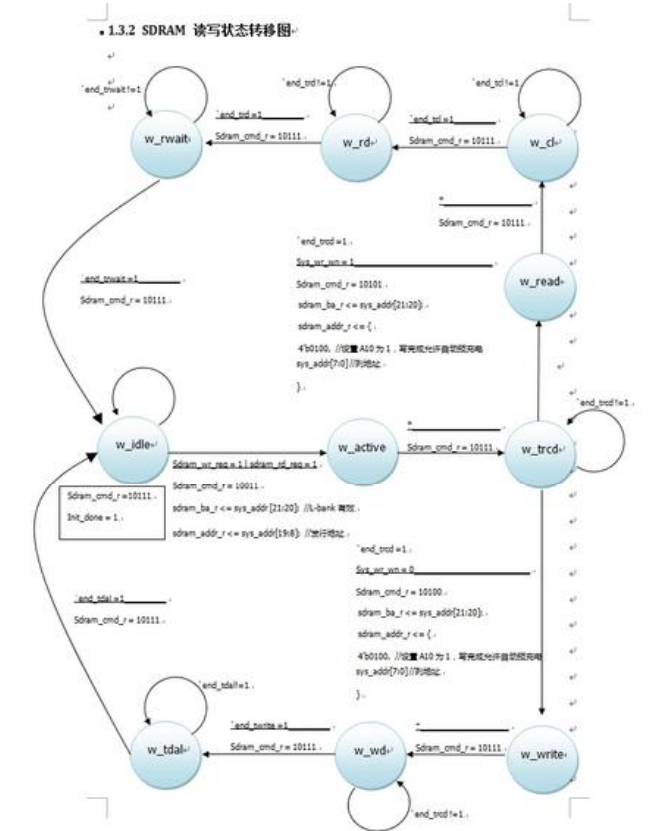 1.3.2 SDRAM 读写状态转移图
`end_trwait !=1
`end_trd !=1
`end_tcl !=1
w_rwait
`end_trd =1
Sdram_cmd_r = 10111
w_rd
`end_tcl =1
Sdram_cmd_r = 10111
w_cl
Sdram_cmd_r = 10111
`end_trcd =1
Sys_wr_wn = 1
Sdram_cmd_r = 10101
sdram_ba_r <= sys_addr[21:20];
sdram_addr_r <= {
4'b0100, //设置 A10 为 1,写完成允许自动预充电
sys_addr[7:0] //列地址
};
w_read
`end_trwait =1
Sdram_cmd_r = 10111
`end_trcd !=1
w_idle
w_active
Sdram_cmd_r = 10111
w_trcd
Sdram_wr_req = 1 | sdram_rd_req = 1
Sdram_cmd_r = 10011
sdram_ba_r <= sys_addr [21:20]; //L-bank 有效
sdram_addr_r <= sys_addr[19:8]; //发行地址
Sdram_cmd_r =10111
Init_done = 1
`end_trcd =1
Sys_wr_wn = 0
Sdram_cmd_r = 10100
sdram_ba_r <= sys_addr[21:20];
sdram_addr_r <= {
4'b0100, //设置 A10 为 1,写完成允许自动预充电
sys_addr[7:0] //列地址
};
`end_tdal =1
Sdram_cmd_r = 10111
`end_tdal!=1
w_tdal
`end_twrite =1
Sdram_cmd_r = 10111
w_wd
Sdram_cmd_r = 10111
w_write
`end_trcd !=1